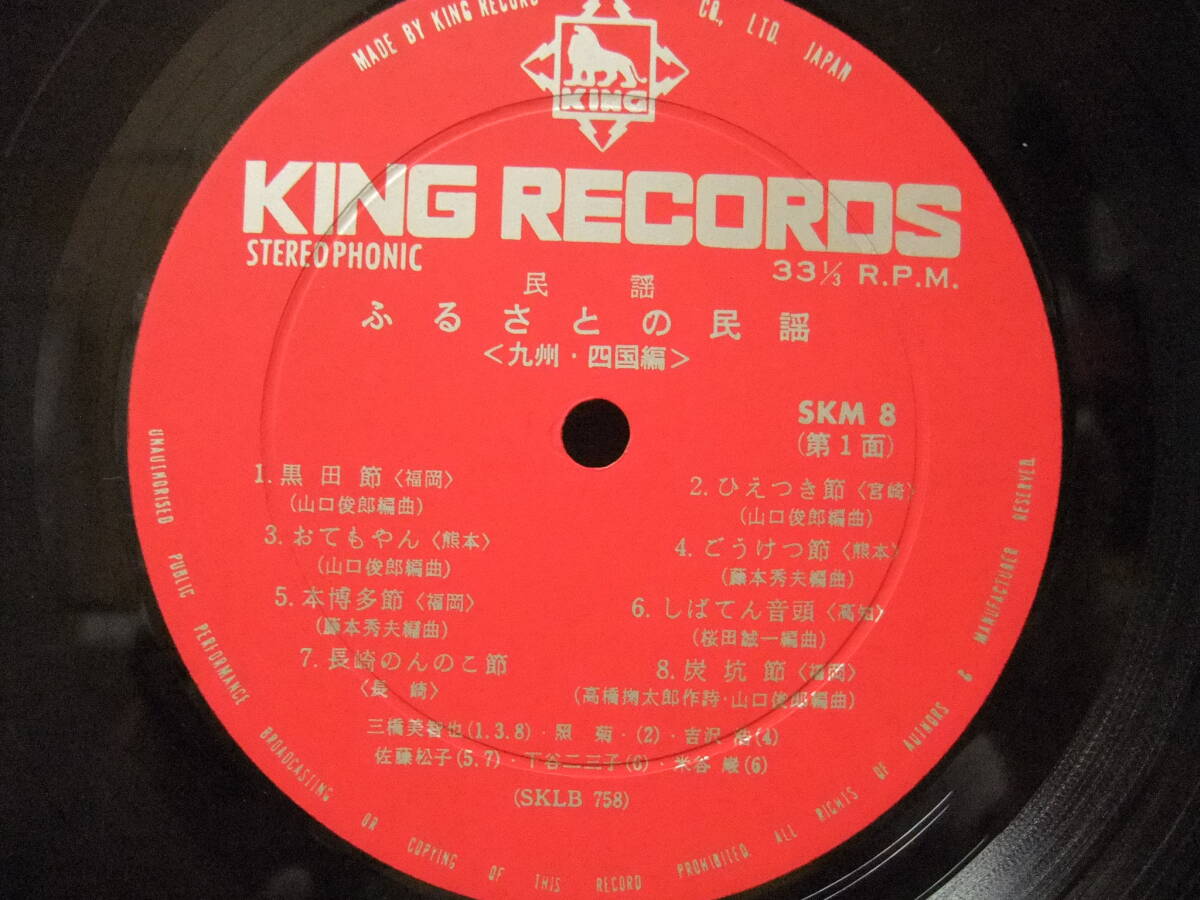 MADE BY KING RECORD CO., LTD. JAPAN
KING
KING RECORDS
STEREOPHONIC
33 1/3 R.P.M.
民謡
ふるさとの民謡
<九州・四国編>
SKM 8
(第1面)
1. 黒田節〈福岡〉
(山口俊郎編曲)
2. ひえつき節〈宮崎〉
(山口俊郎編曲)
3. おてもやん〈熊本〉
(山口俊郎編曲)
4. ごうけつ節〈熊本〉
(藤本秀夫編曲)
5. 本博多節〈福岡〉
(藤本秀夫編曲)
6. しばてん音頭〈高知〉
(桜田誠一編曲)
7. 長崎のんのこ節
〈長崎〉
8. 炭坑節〈福岡〉
(高橋掬太郎作詩・山口俊郎編曲)
三橋美智也(1.3.8)・照菊・(2)・吉沢浩(4)
佐藤松子(5.7)・下谷二三子(6)・米谷巌(6)
(SKLB 758)
UNAUTHORISED PUBLIC PERFORMANCE BROADCASTING OR COPYING OF THIS RECORD PROHIBITED. ALL RIGHTS OF AUTHORS & MANUFACTURER RESERVED.